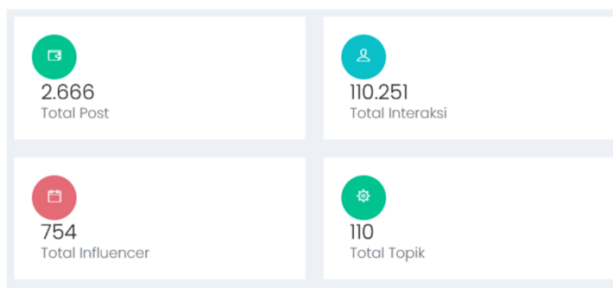 2.666
Total Post
110.251
Total Interaksi
754
Total Influencer
110
Total Topik